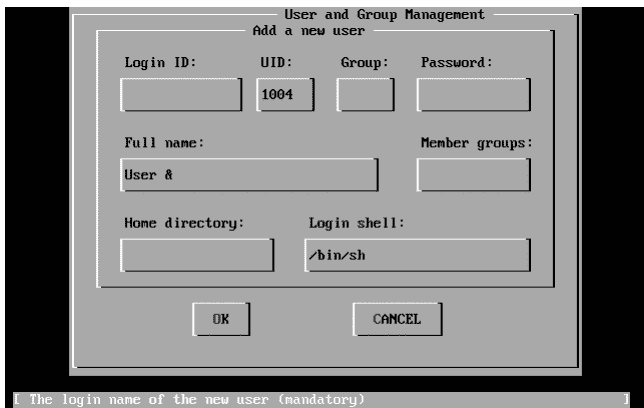 User and Group Management
Add a new user
Login ID: UID: Group: Password:
1004
Full name: Member groups:
User &
Home directory: Login shell:
/bin/sh
OK CANCEL
[ The login name of the new user (mandatory) ]